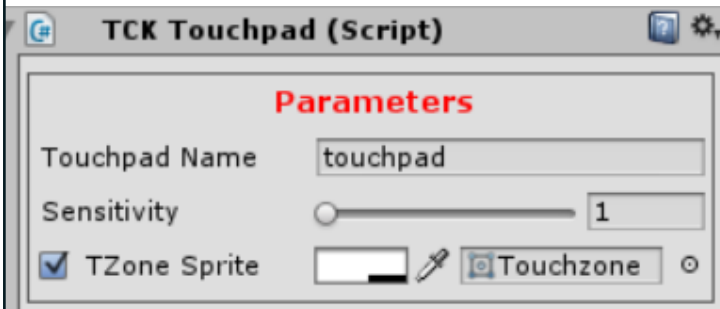 TCK Touchpad (Script)
Parameters
Touchpad Name touchpad
Sensitivity 1
TZone Sprite Touchzone